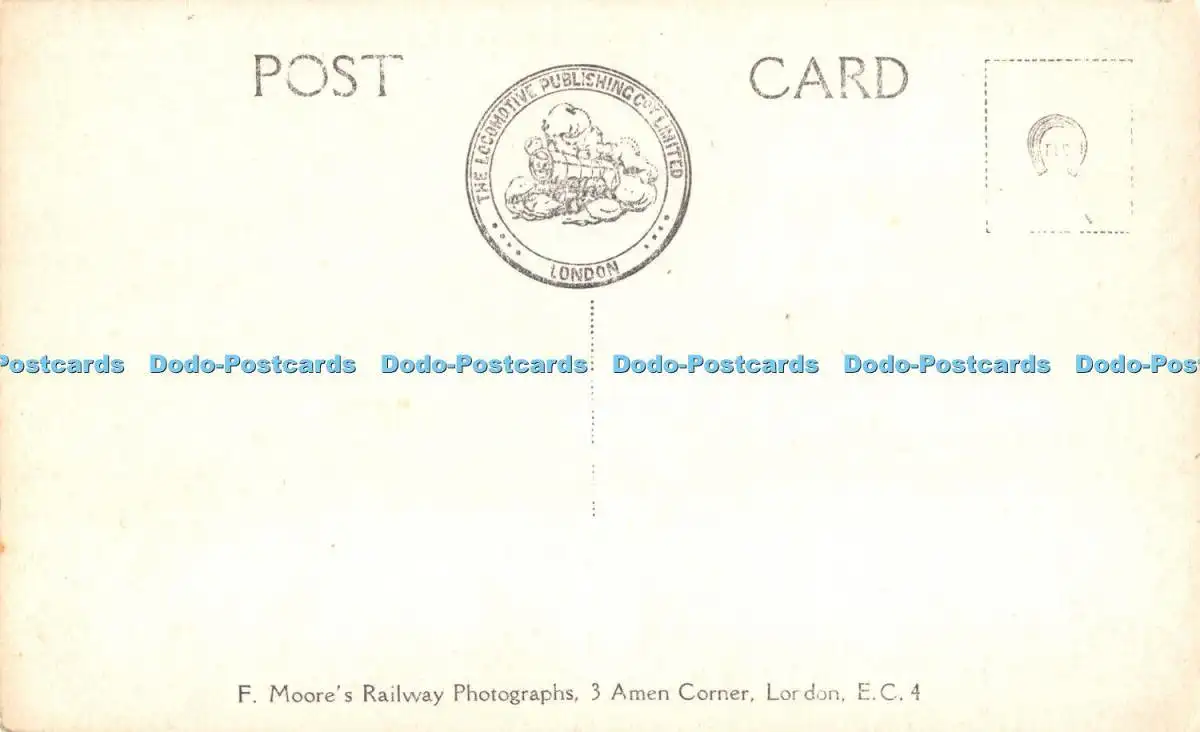 POST CARD
THE LOCOMOTIVE PUBLISHING COY LIMITED
LONDON
Postcards Dodo-Postcards Dodo-Postcards Dodo-Postcards Dodo-Postcards Dodo-Pos
F. Moore's Railway Photographs, 3 Amen Corner, London, E.C. 4